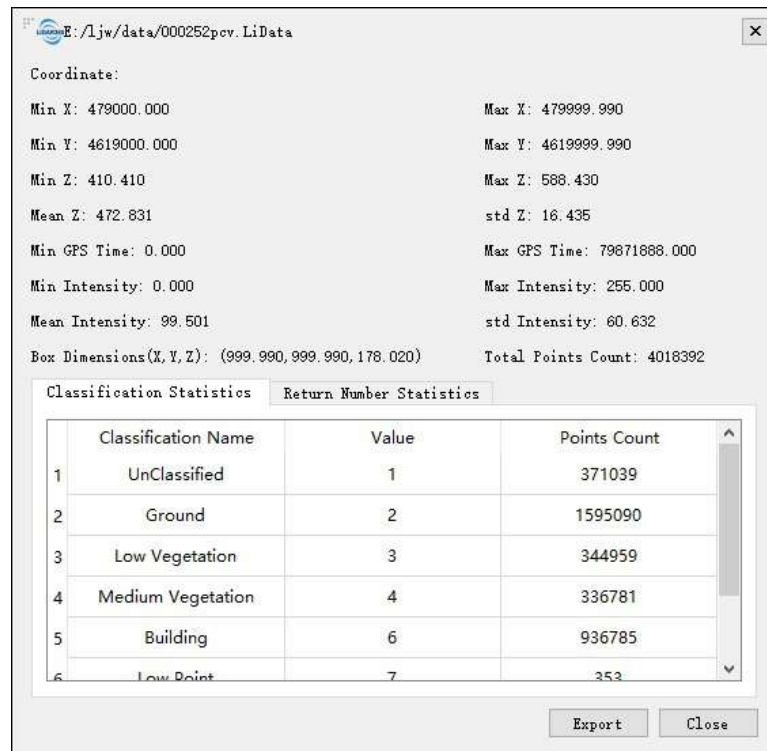 E:/ljw/data/000252pcv.LiData
Coordinate:
Min X: 479000.000 Max X: 479999.990
Min Y: 4619000.000 Max Y: 4619999.990
Min Z: 410.410 Max Z: 588.430
Mean Z: 472.831 std Z: 16.435
Min GPS Time: 0.000 Max GPS Time: 79871888.000
Min Intensity: 0.000 Max Intensity: 255.000
Mean Intensity: 99.501 std Intensity: 60.632
Box Dimensions(X,Y,Z): (999.990,999.990,178.020) Total Points Count: 4018392
Classification Statistics Return Number Statistics
Classification Name Value Points Count
1 UnClassified 1 371039
2 Ground 2 1595090
3 Low Vegetation 3 344959
4 Medium Vegetation 4 336781
5 Building 6 936785
6 Low Point 7 353
Export Close